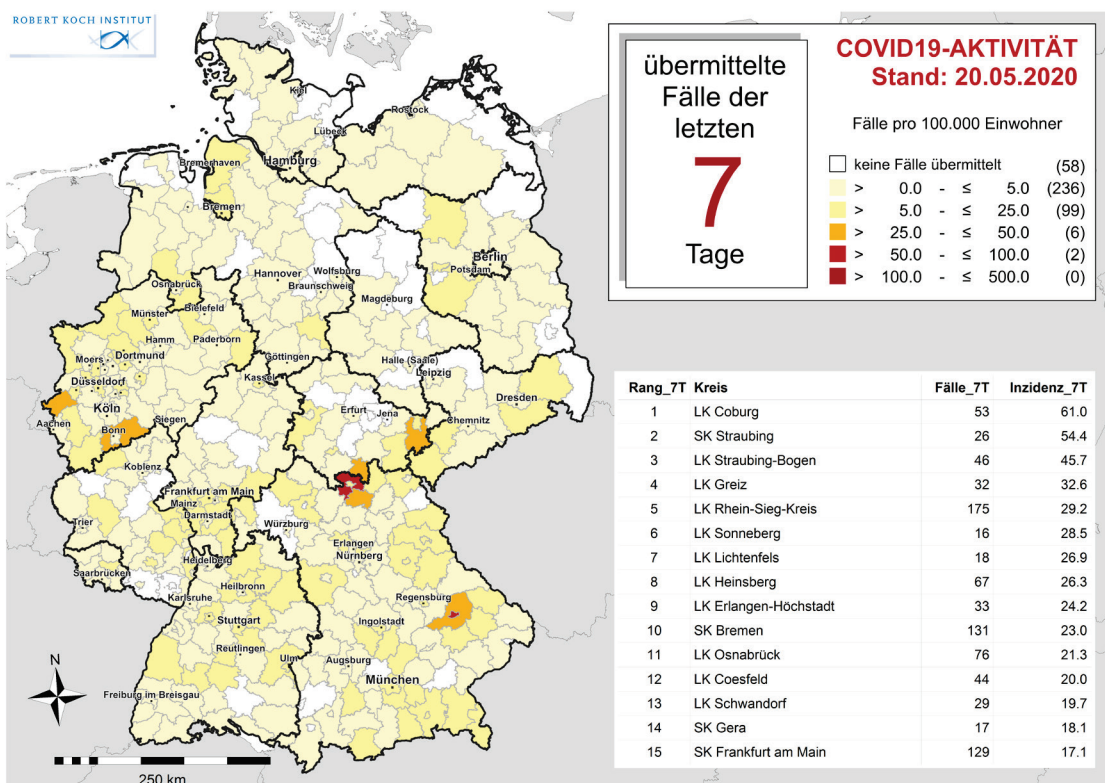 ROBERT KOCH INSTITUT
übermittelte
Fälle der
letzten
7
Tage
COVID19-AKTIVITÄT
Stand: 20.05.2020
Fälle pro 100.000 Einwohner
keine Fälle übermittelt (58)
> 0.0 - ≤ 5.0 (236)
> 5.0 - ≤ 25.0 (99)
> 25.0 - ≤ 50.0 (6)
> 50.0 - ≤ 100.0 (2)
> 100.0 - ≤ 500.0 (0)
Kiel
Rostock
Lübeck
Hamburg
Bremerhaven
Bremen
Berlin
Potsdam
Hannover
Wolfsburg
Braunschweig
Osnabrück
Magdeburg
Bielefeld
Münster
Hamm
Paderborn
Moers
Dortmund
Göttingen
Halle (Saale)
Leipzig
Düsseldorf
Kassel
Dresden
Köln
Erfurt
Jena
Chemnitz
Aachen
Bonn
Siegen
Koblenz
Frankfurt am Main
Mainz
Darmstadt
Trier
Würzburg
Erlangen
Nürnberg
Saarbrücken
Heidelberg
Heilbronn
Karlsruhe
Regensburg
Stuttgart
Ingolstadt
Reutlingen
Ulm
Augsburg
München
Freiburg im Breisgau
N
250 km
Rang_7T Kreis Fälle_7T Inzidenz_7T
1 LK Coburg 53 61.0
2 SK Straubing 26 54.4
3 LK Straubing-Bogen 46 45.7
4 LK Greiz 32 32.6
5 LK Rhein-Sieg-Kreis 175 29.2
6 LK Sonneberg 16 28.5
7 LK Lichtenfels 18 26.9
8 LK Heinsberg 67 26.3
9 LK Erlangen-Höchstadt 33 24.2
10 SK Bremen 131 23.0
11 LK Osnabrück 76 21.3
12 LK Coesfeld 44 20.0
13 LK Schwandorf 29 19.7
14 SK Gera 17 18.1
15 SK Frankfurt am Main 129 17.1